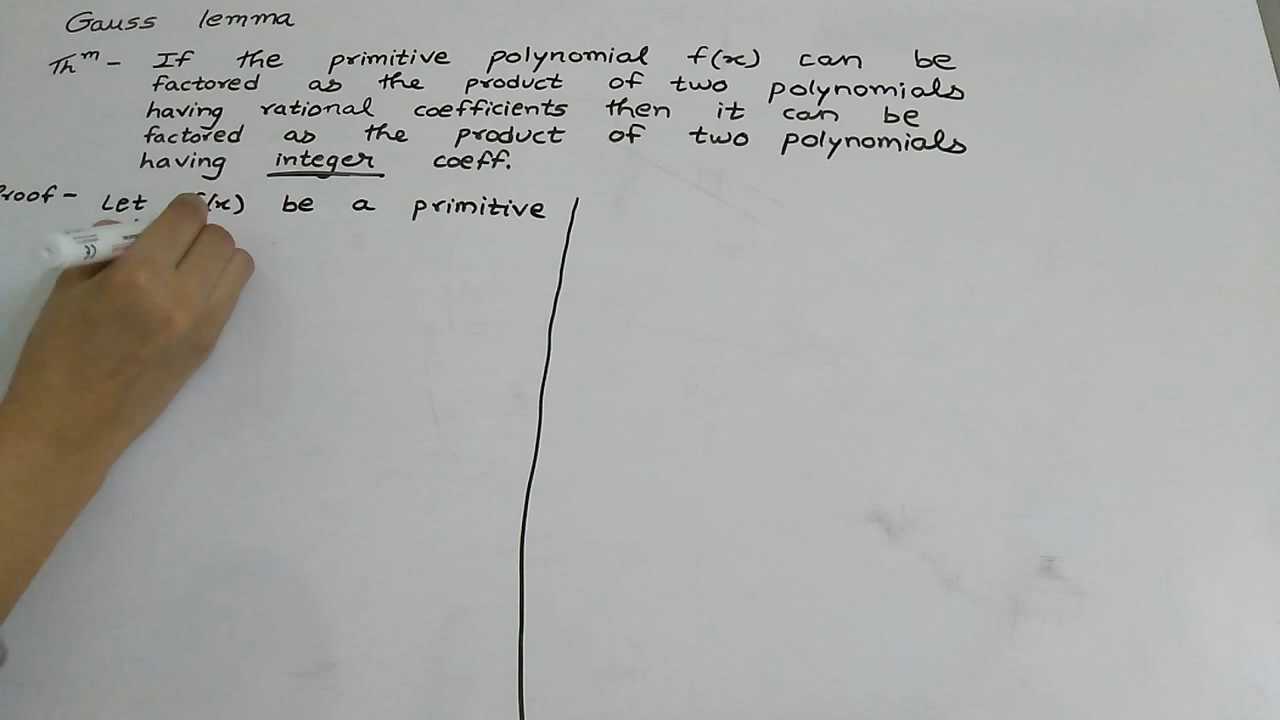 Gauss lemma
Thm - If the primitive polynomial f(x) can be
factored as the product of two polynomials
having rational coefficients then it can be
factored as the product of two polynomials
having integer coeff.
Proof - Let f(x) be a primitive